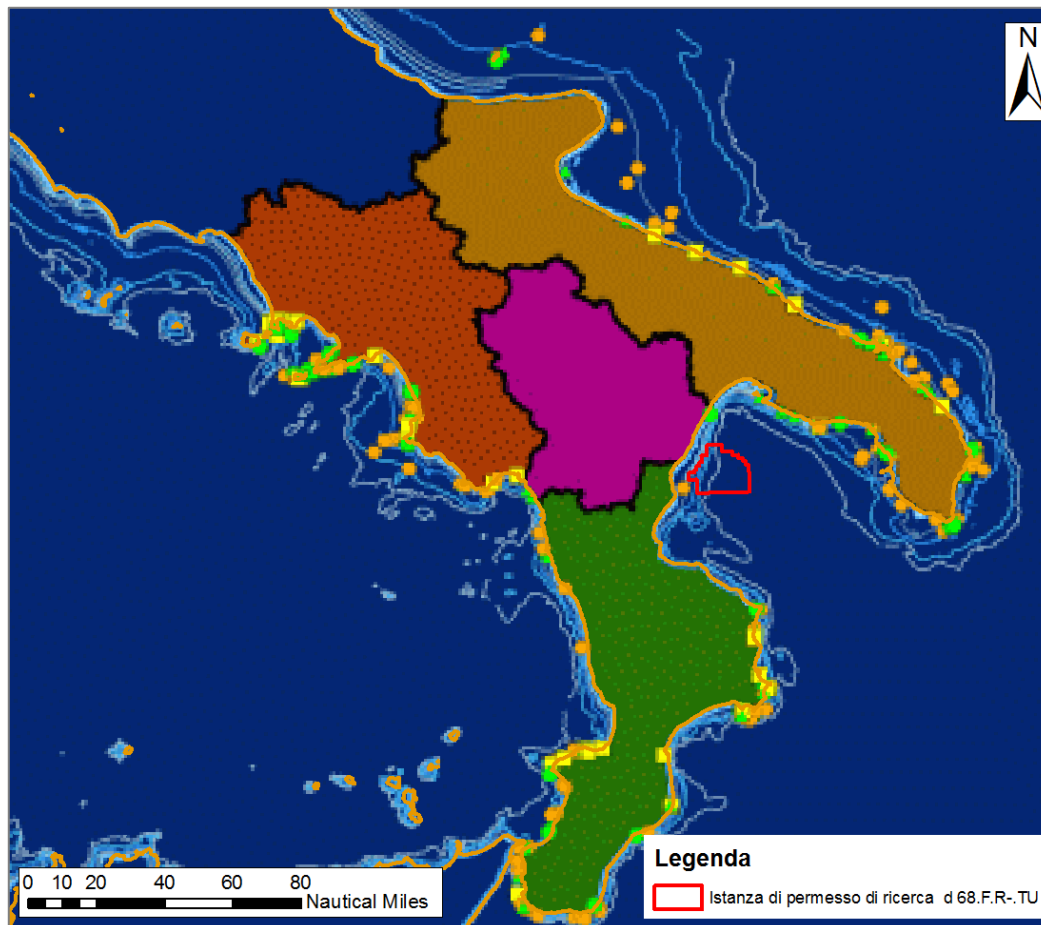 N
0 10 20 40 60 80
Nautical Miles
Legenda
Istanza di permesso di ricerca d 68.F.R-.TU